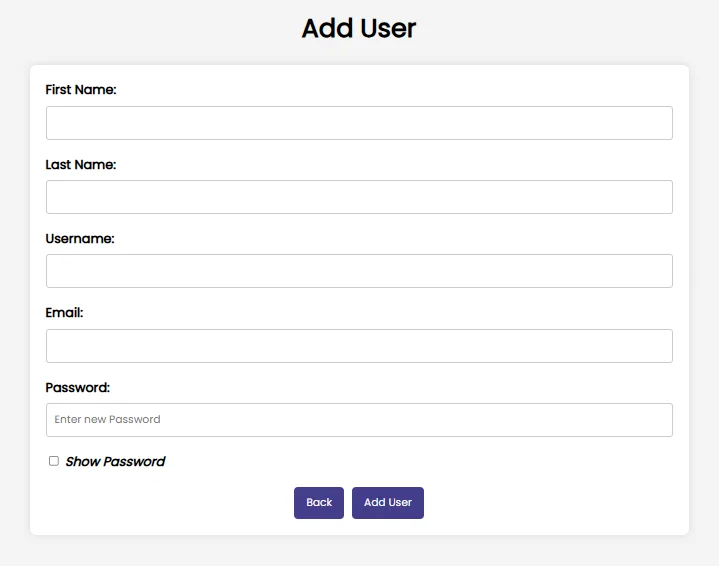 Add User
First Name:
Last Name:
Username:
Email:
Password:
Enter new Password
Show Password
Back Add User